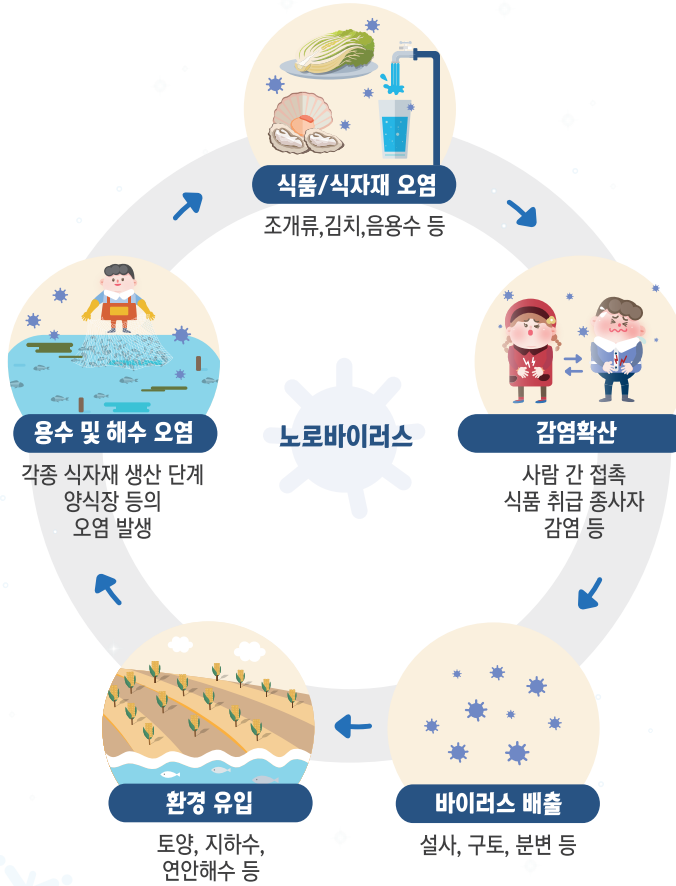 식품/식자재 오염
조개류,김치,음용수 등
감염확산
사람 간 접촉
식품 취급 종사자
감염 등
바이러스 배출
설사, 구토, 분변 등
환경 유입
토양, 지하수,
연안해수 등
용수 및 해수 오염
각종 식자재 생산 단계
양식장 등의
오염 발생
노로바이러스